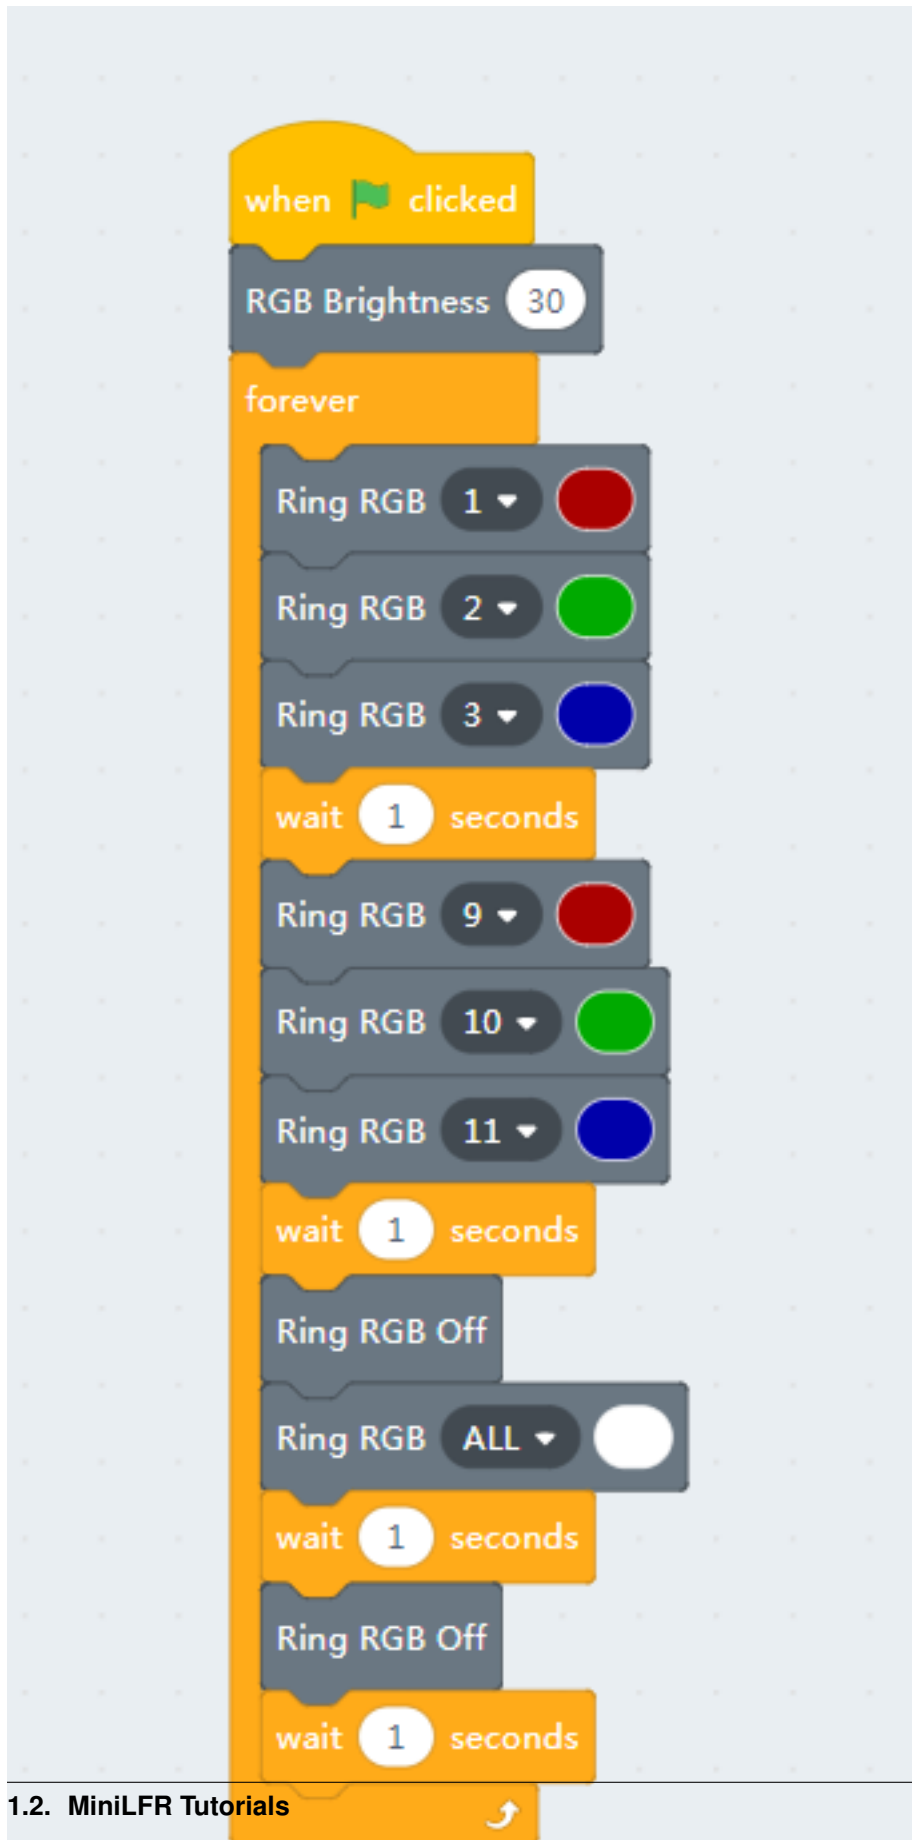 when clicked
RGB Brightness 30
forever
Ring RGB 1
Ring RGB 2
Ring RGB 3
wait 1 seconds
Ring RGB 9
Ring RGB 10
Ring RGB 11
wait 1 seconds
Ring RGB Off
Ring RGB ALL
wait 1 seconds
Ring RGB Off
wait 1 seconds
1.2. MiniLFR Tutorials